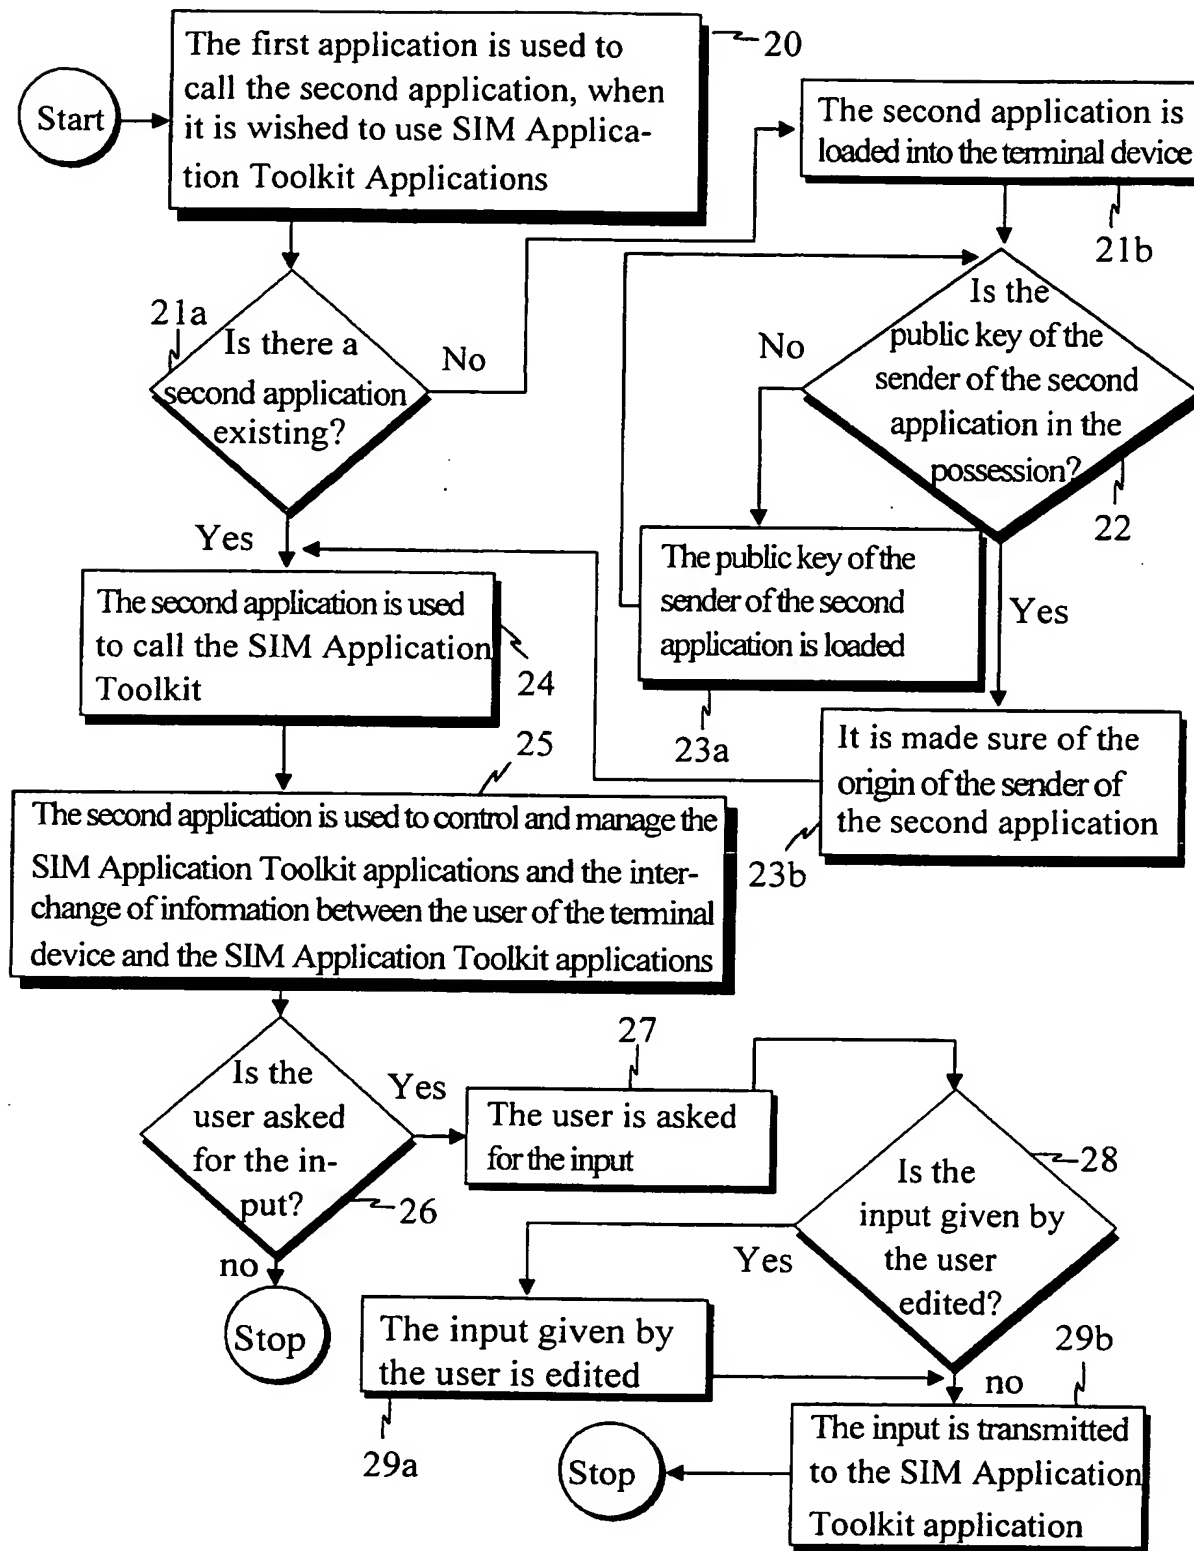 Start
The first application is used to
call the second application, when
it is wished to use SIM Applica-
tion Toolkit Applications
20
The second application is
loaded into the terminal device
21b
21a
Is there a
second application
existing?
No
Yes
Is the
public key of the
sender of the second
application in the
possession?
No
22
Yes
The public key of the
sender of the second
application is loaded
23a
It is made sure of the
origin of the sender of
the second application
23b
The second application is used
to call the SIM Application
Toolkit
24
25
The second application is used to control and manage the
SIM Application Toolkit applications and the inter-
change of information between the user of the terminal
device and the SIM Application Toolkit applications
Is the
user asked
for the in-
put?
26
Yes
no
Stop
27
The user is asked
for the input
28
Is the
input given by
the user
edited?
Yes
no
The input given by
the user is edited
29a
29b
The input is transmitted
to the SIM Application
Toolkit application
Stop